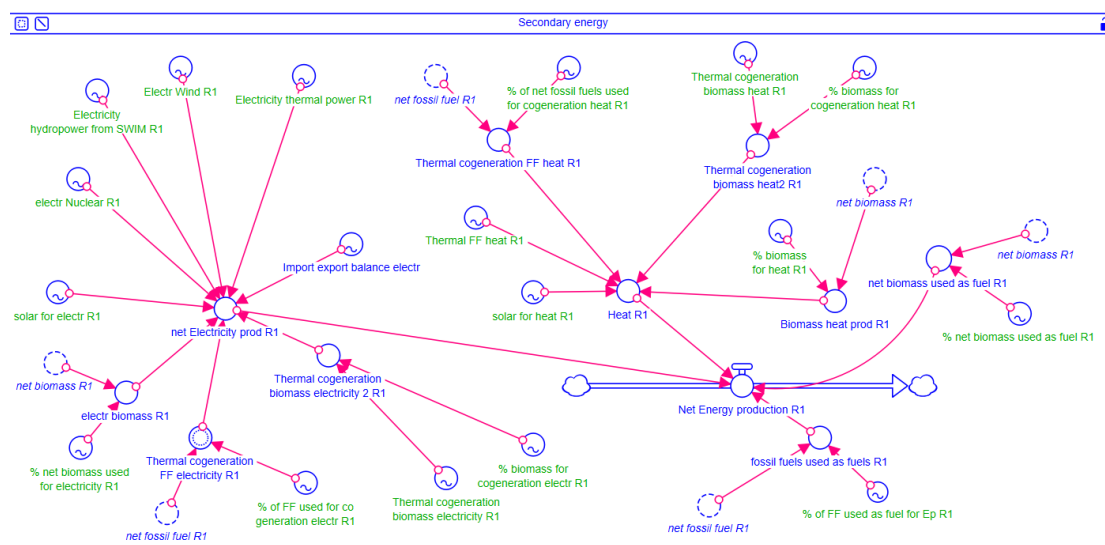 Secondary energy
Electr Wind R1
Electricity
hydropower from SWIM R1
Electricity thermal power R1
electr Nuclear R1
Import export balance electr
solar for electr R1
net Electricity prod R1
net biomass R1
electr biomass R1
% net biomass used
for electricity R1
Thermal cogeneration
FF electricity R1
net fossil fuel R1
% of FF used for co
generation electr R1
Thermal cogeneration
biomass electricity 2 R1
Thermal cogeneration
biomass electricity R1
% biomass for
cogeneration electr R1
net fossil fuel R1
% of net fossil fuels used
for cogeneration heat R1
Thermal cogeneration FF heat R1
Thermal cogeneration
biomass heat R1
% biomass for
cogeneration heat R1
Thermal cogeneration
biomass heat2 R1
Thermal FF heat R1
solar for heat R1
Heat R1
% biomass
for heat R1
net biomass R1
Biomass heat prod R1
net biomass R1
net biomass used as fuel R1
% net biomass used as fuel R1
Net Energy production R1
fossil fuels used as fuels R1
net fossil fuel R1
% of FF used as fuel for Ep R1